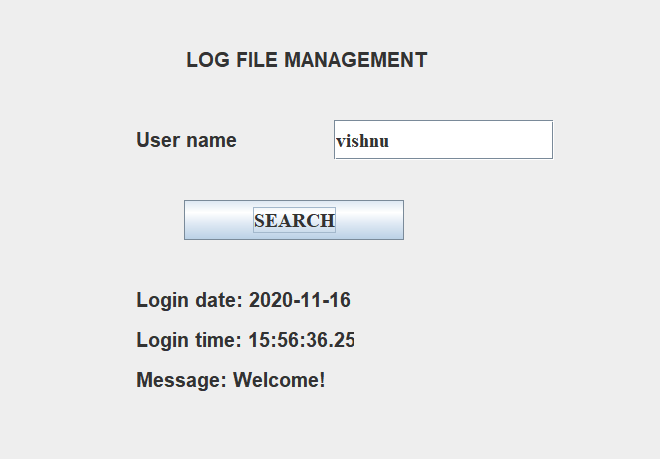 LOG FILE MANAGEMENT
User name vishnu
SEARCH
Login date: 2020-11-16
Login time: 15:56:36.25
Message: Welcome!